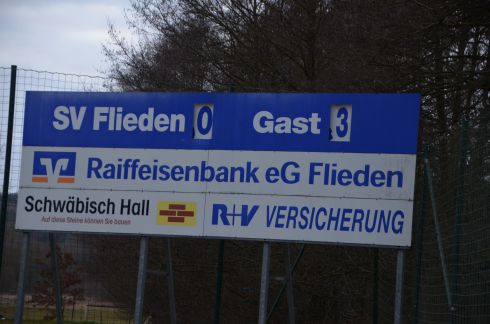 SV Flieden 0 Gast 3
Raiffeisenbank eG Flieden
Schwäbisch Hall
Auf diese Steine können Sie bauen
R+V VERSICHERUNG